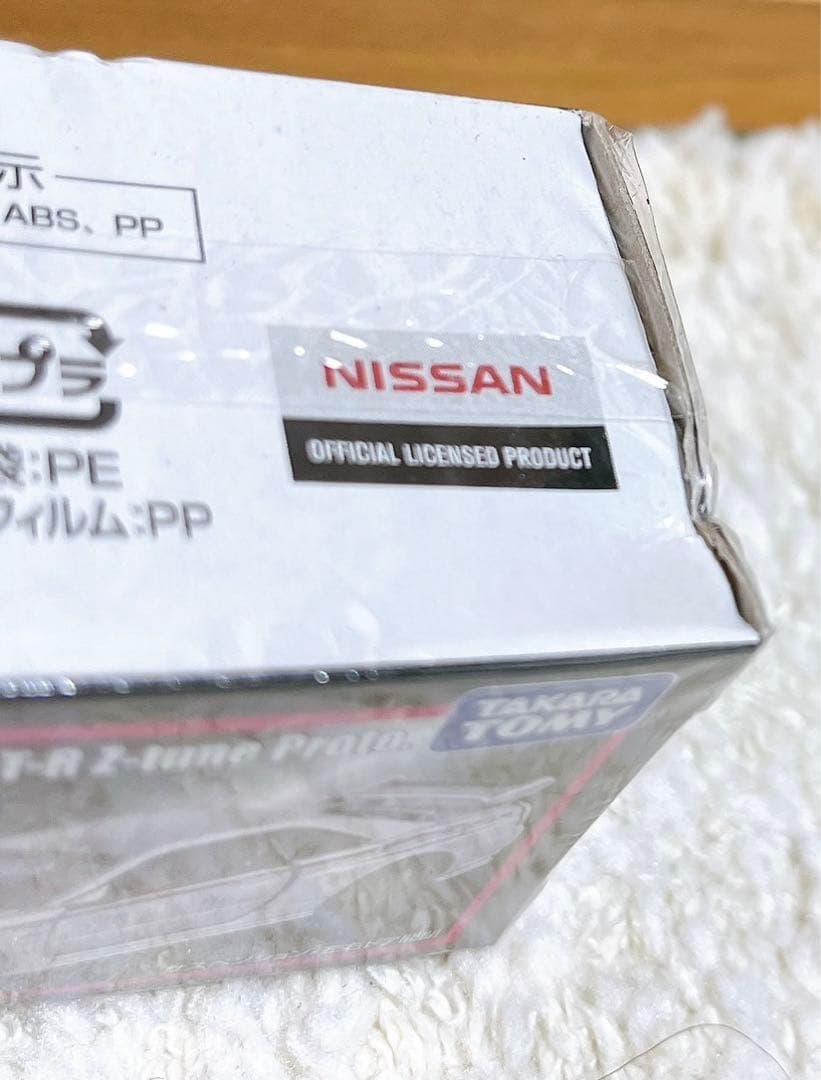 示
ABS、PP
プラ
袋:PE
フィルム:PP
NISSAN
OFFICIAL LICENSED PRODUCT
TAKARA
TOMY
T-R Z-tune Proto.